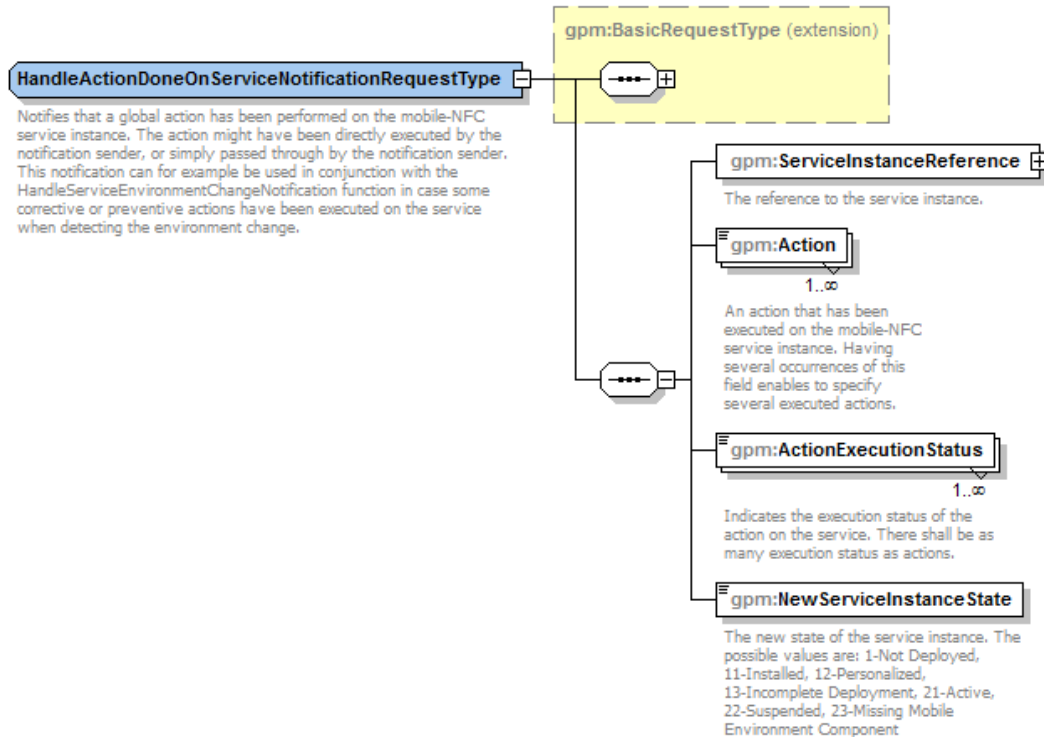 gpm:BasicRequestType (extension)
HandleActionDoneOnServiceNotificationRequestType
Notifies that a global action has been performed on the mobile-NFC
service instance. The action might have been directly executed by the
notification sender, or simply passed through by the notification sender.
This notification can for example be used in conjunction with the
HandleServiceEnvironmentChangeNotification function in case some
corrective or preventive actions have been executed on the service
when detecting the environment change.
gpm:ServiceInstanceReference
The reference to the service instance.
gpm:Action
1..∞
An action that has been
executed on the mobile-NFC
service instance. Having
several occurrences of this
field enables to specify
several executed actions.
gpm:ActionExecutionStatus
1..∞
Indicates the execution status of the
action on the service. There shall be as
many execution status as actions.
gpm:NewServiceInstanceState
The new state of the service instance. The
possible values are: 1-Not Deployed,
11-Installed, 12-Personalized,
13-Incomplete Deployment, 21-Active,
22-Suspended, 23-Missing Mobile
Environment Component